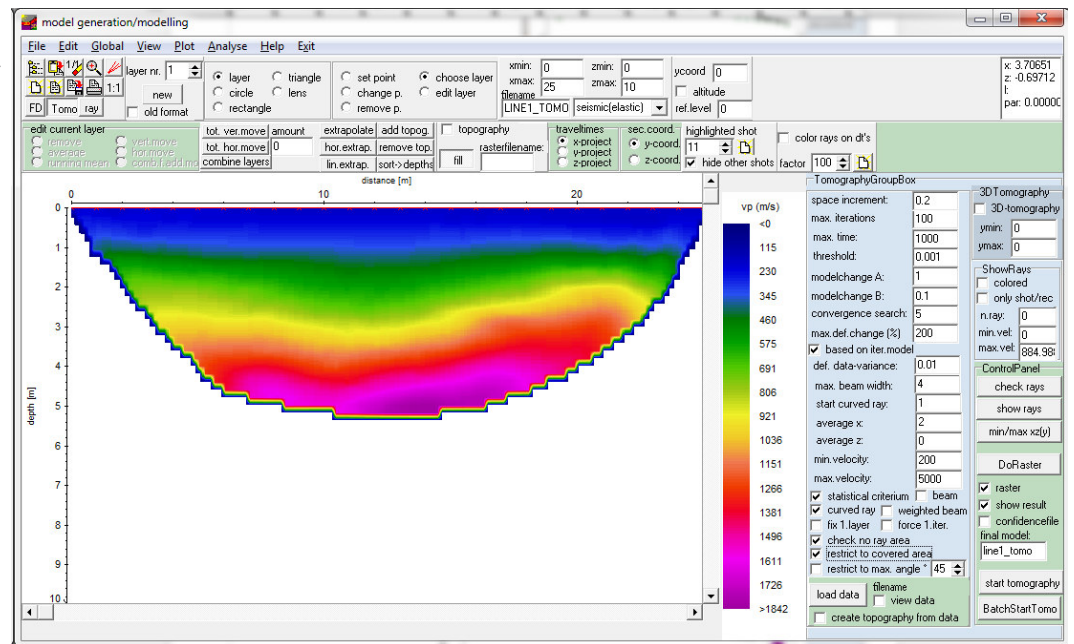 model generation/modelling
File Edit Global View Plot Analyse Help Exit
layer nr. 1
new
old format
1:1
FD Tomo ray
layer triangle
circle lens
rectangle
set point choose layer
change p. edit layer
remove p.
xmin: 0 zmin: 0
xmax: 25 zmax: 10
filename
LINE1_TOMO seismic(elastic)
ycoord 0
altitude
ref.level 0
x: 3.70651
z: -0.69712
l:
par: 0.00000
edit current layer
remove vert.move
average hor.move
running mean combi.add.mo
tot. ver.move amount
tot. hor.move 0
combine layers
extrapolate add topog.
hor.extrap. remove top.
lin.extrap. sort->depths
topography
rasterfilename:
fill
traveltimes
x-project
y-project
z-project
sec.coord.
y-coord.
z-coord.
highlighted shot
11
hide other shots
color rays on dt's
factor 100
distance [m]
0 10 20
depth [m]
0
1
2
3
4
5
6
7
8
9
10
vp (m/s)
<0
115
230
345
460
575
691
806
921
1036
1151
1266
1381
1496
1611
1726
>1842
TomographyGroupBox
space increment: 0.2
max. iterations 100
max. time: 1000
threshold: 0.001
modelchange A: 1
modelchange B: 0.1
convergence search: 5
max.def.change (%) 200
based on iter.model
def. data-variance: 0.01
max. beam width: 4
start curved ray: 1
average x: 2
average z: 0
min.velocity: 200
max.velocity: 5000
statistical criterium beam
curved ray weighted beam
fix 1.layer force 1.iter.
check no ray area
restrict to covered area
restrict to max. angle ° 45
load data
filename
view data
create topography from data
3DTomography
3D-tomography
ymin: 0
ymax: 0
ShowRays
colored
only shot/rec
n.ray: 0
min.vel: 0
max.vel: 884.98
ControlPanel
check rays
show rays
min/max xz(y)
DoRaster
raster
show result
confidencefile
final model:
line1_tomo
start tomography
BatchStartTomo